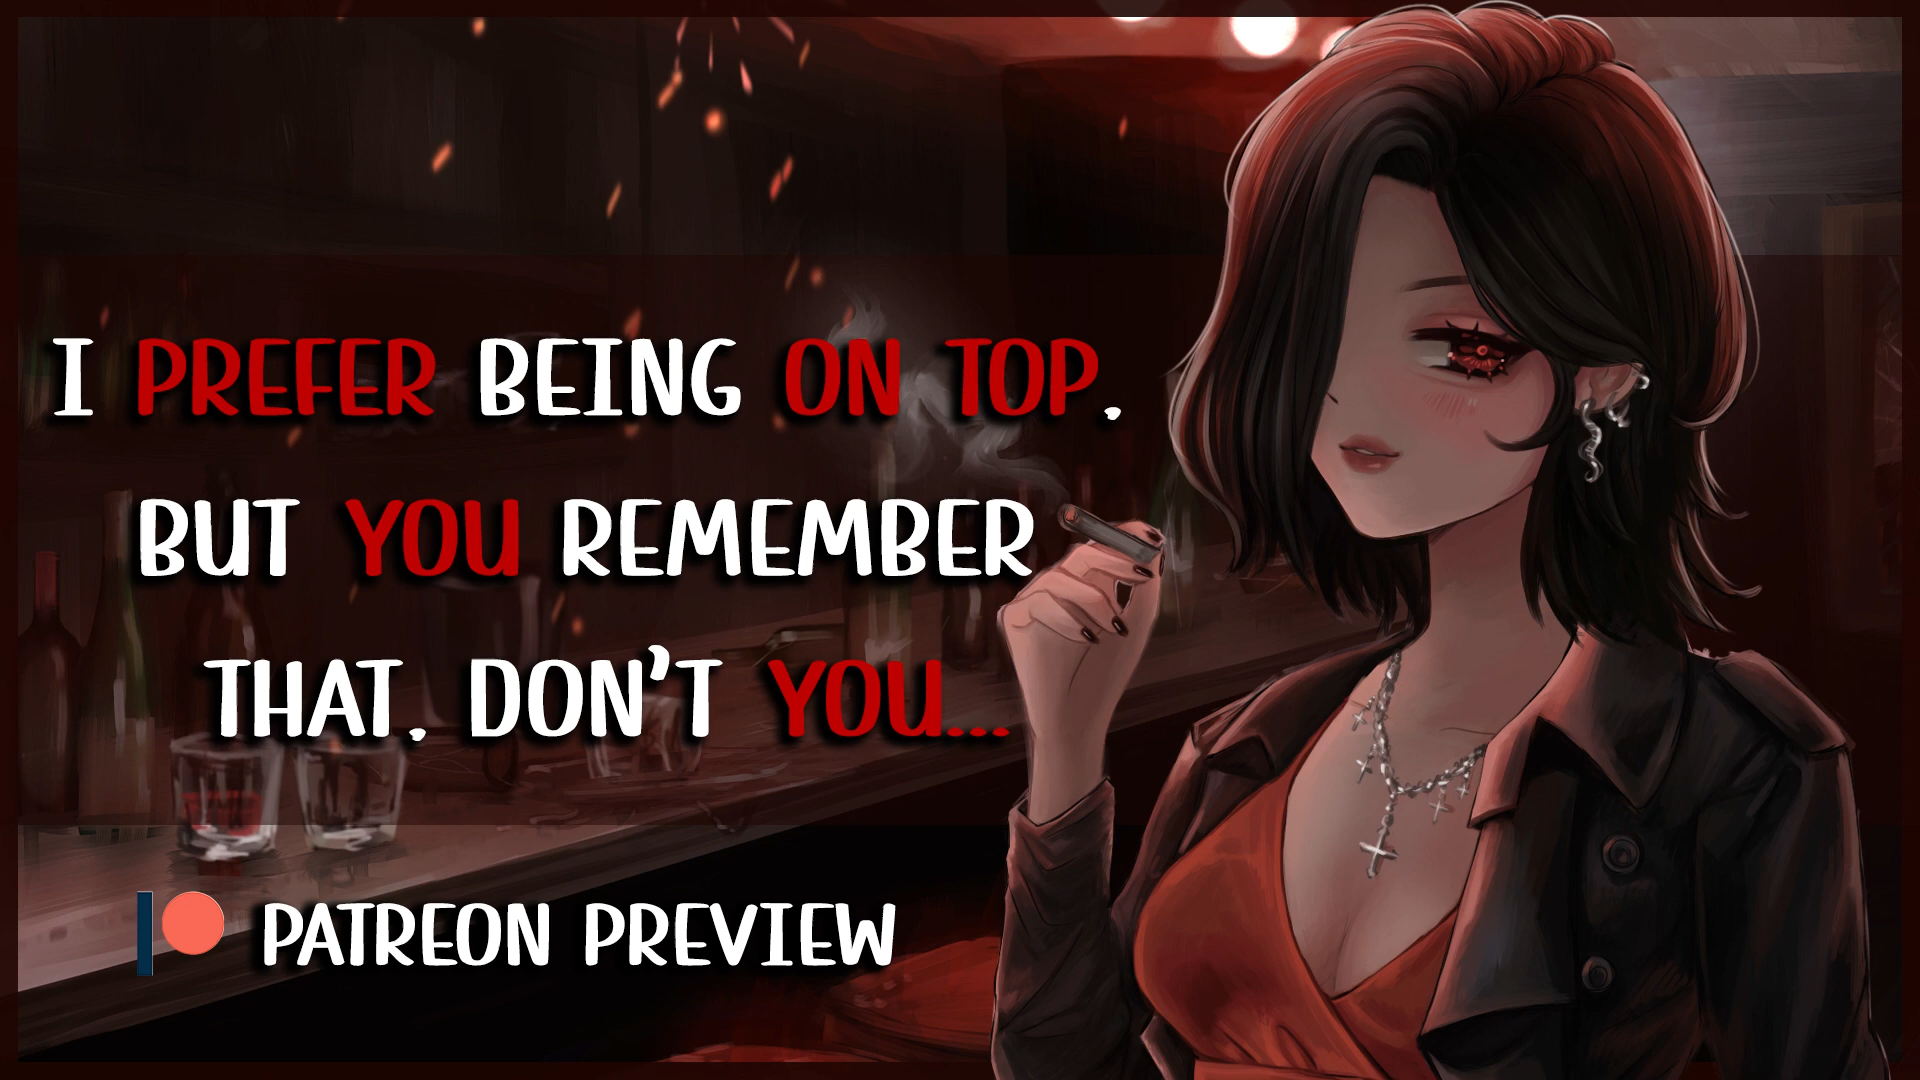 I PREFER BEING ON TOP,
BUT YOU REMEMBER
THAT, DON'T YOU...
PATREON PREVIEW